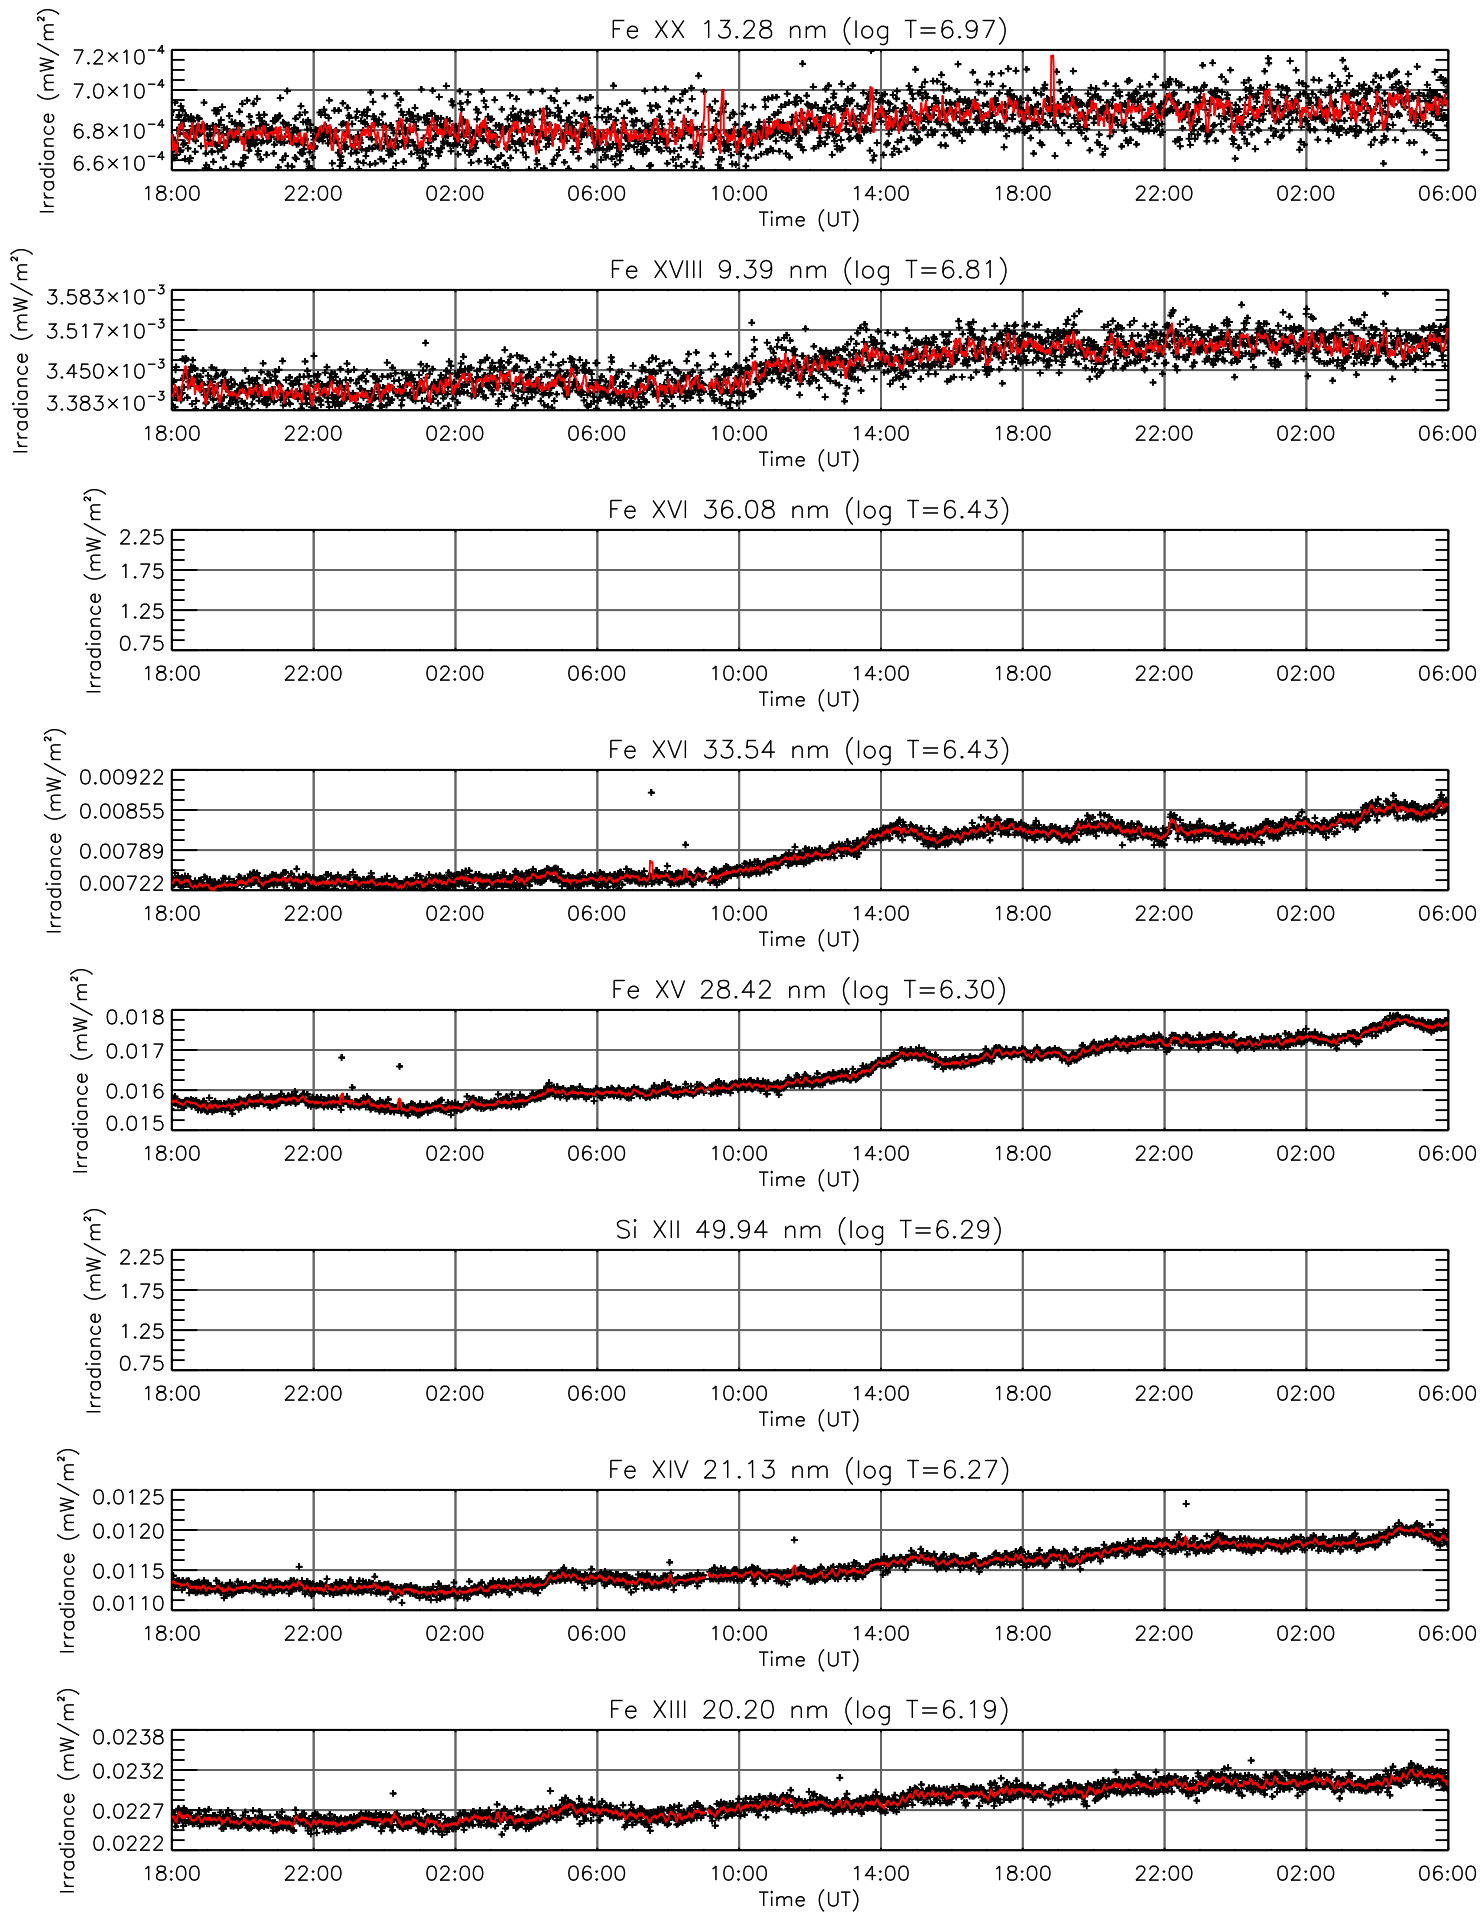 Fe XX 13.28 nm (log T=6.97)
Irradiance (mW/m²)
7.2×10⁻⁴
7.0×10⁻⁴
6.8×10⁻⁴
6.6×10⁻⁴
18:00 22:00 02:00 06:00 10:00 14:00 18:00 22:00 02:00 06:00
Time (UT)
Fe XVIII 9.39 nm (log T=6.81)
Irradiance (mW/m²)
3.583×10⁻³
3.517×10⁻³
3.450×10⁻³
3.383×10⁻³
18:00 22:00 02:00 06:00 10:00 14:00 18:00 22:00 02:00 06:00
Time (UT)
Fe XVI 36.08 nm (log T=6.43)
Irradiance (mW/m²)
2.25
1.75
1.25
0.75
18:00 22:00 02:00 06:00 10:00 14:00 18:00 22:00 02:00 06:00
Time (UT)
Fe XVI 33.54 nm (log T=6.43)
Irradiance (mW/m²)
0.00922
0.00855
0.00789
0.00722
18:00 22:00 02:00 06:00 10:00 14:00 18:00 22:00 02:00 06:00
Time (UT)
Fe XV 28.42 nm (log T=6.30)
Irradiance (mW/m²)
0.018
0.017
0.016
0.015
18:00 22:00 02:00 06:00 10:00 14:00 18:00 22:00 02:00 06:00
Time (UT)
Si XII 49.94 nm (log T=6.29)
Irradiance (mW/m²)
2.25
1.75
1.25
0.75
18:00 22:00 02:00 06:00 10:00 14:00 18:00 22:00 02:00 06:00
Time (UT)
Fe XIV 21.13 nm (log T=6.27)
Irradiance (mW/m²)
0.0125
0.0120
0.0115
0.0110
18:00 22:00 02:00 06:00 10:00 14:00 18:00 22:00 02:00 06:00
Time (UT)
Fe XIII 20.20 nm (log T=6.19)
Irradiance (mW/m²)
0.0238
0.0232
0.0227
0.0222
18:00 22:00 02:00 06:00 10:00 14:00 18:00 22:00 02:00 06:00
Time (UT)